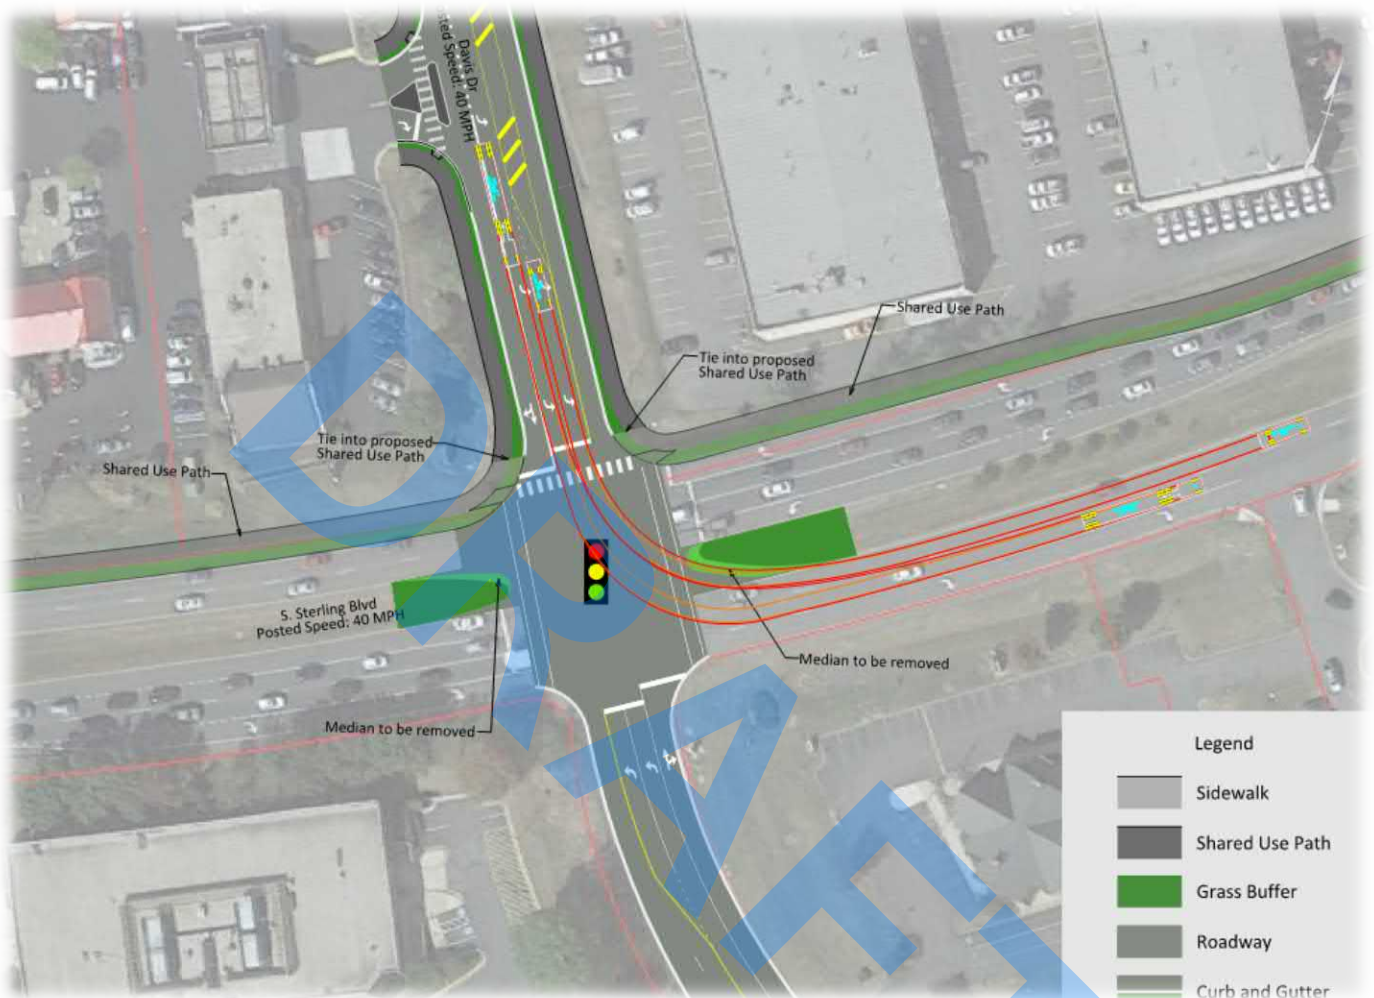 Davis Dr
Posted Speed: 40 MPH
Shared Use Path
Tie into proposed
Shared Use Path
Tie into proposed
Shared Use Path
Shared Use Path
S. Sterling Blvd
Posted Speed: 40 MPH
Median to be removed
Median to be removed
DRAFT
Legend
Sidewalk
Shared Use Path
Grass Buffer
Roadway
Curb and Gutter